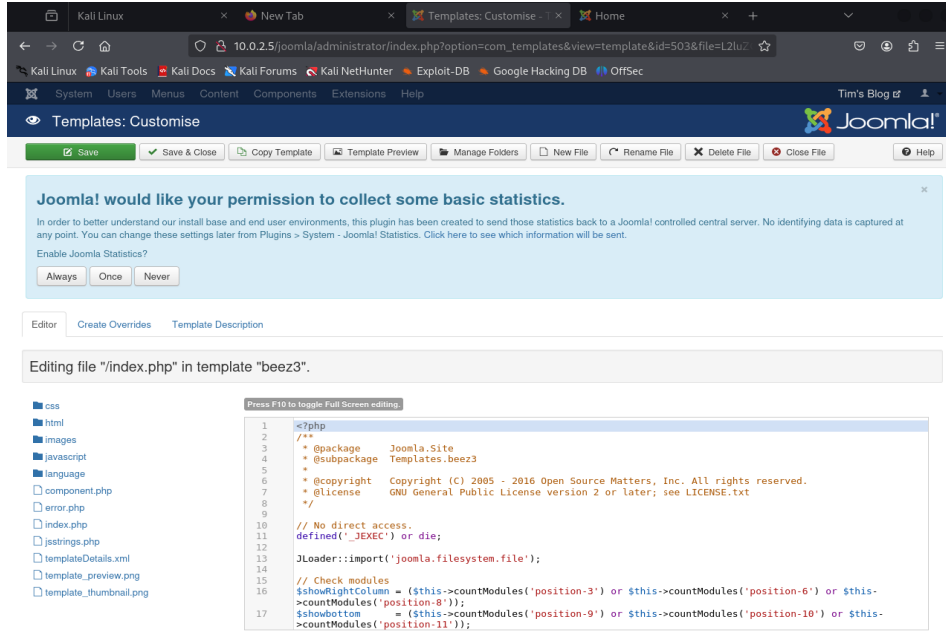 Kali Linux
New Tab
Templates: Customise -
Home
10.0.2.5/joomla/administrator/index.php?option=com_templates&view=template&id=503&file=L2luZ
Kali Linux Kali Tools Kali Docs Kali Forums Kali NetHunter Exploit-DB Google Hacking DB OffSec
System Users Menus Content Components Extensions Help Tim's Blog
Templates: Customise Joomla!®
Save Save & Close Copy Template Template Preview Manage Folders New File Rename File Delete File Close File Help
Joomla! would like your permission to collect some basic statistics.
In order to better understand our install base and end user environments, this plugin has been created to send those statistics back to a Joomla! controlled central server. No identifying data is captured at
any point. You can change these settings later from Plugins > System - Joomla! Statistics. Click here to see which information will be sent.
Enable Joomla Statistics?
Always Once Never
Editor Create Overrides Template Description
Editing file "/index.php" in template "beez3".
css
html
images
javascript
language
component.php
error.php
index.php
jsstrings.php
templateDetails.xml
template_preview.png
template_thumbnail.png
Press F10 to toggle Full Screen editing.
1 <?php
2 /**
3 * @package Joomla.Site
4 * @subpackage Templates.beez3
5 *
6 * @copyright Copyright (C) 2005 - 2016 Open Source Matters, Inc. All rights reserved.
7 * @license GNU General Public License version 2 or later; see LICENSE.txt
8 */
9
10 // No direct access.
11 defined('_JEXEC') or die;
12
13 JLoader::import('joomla.filesystem.file');
14
15 // Check modules
16 $showRightColumn = ($this->countModules('position-3') or $this->countModules('position-6') or $this-
>countModules('position-8'));
17 $showbottom = ($this->countModules('position-9') or $this->countModules('position-10') or $this-
>countModules('position-11'));